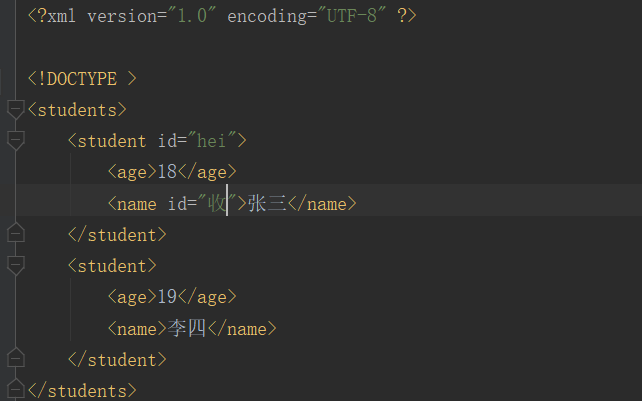 <?xml version="1.0" encoding="UTF-8" ?>
<!DOCTYPE >
<students>
<student id="hei">
<age>18</age>
<name id="收">张三</name>
</student>
<student>
<age>19</age>
<name>李四</name>
</student>
</students>